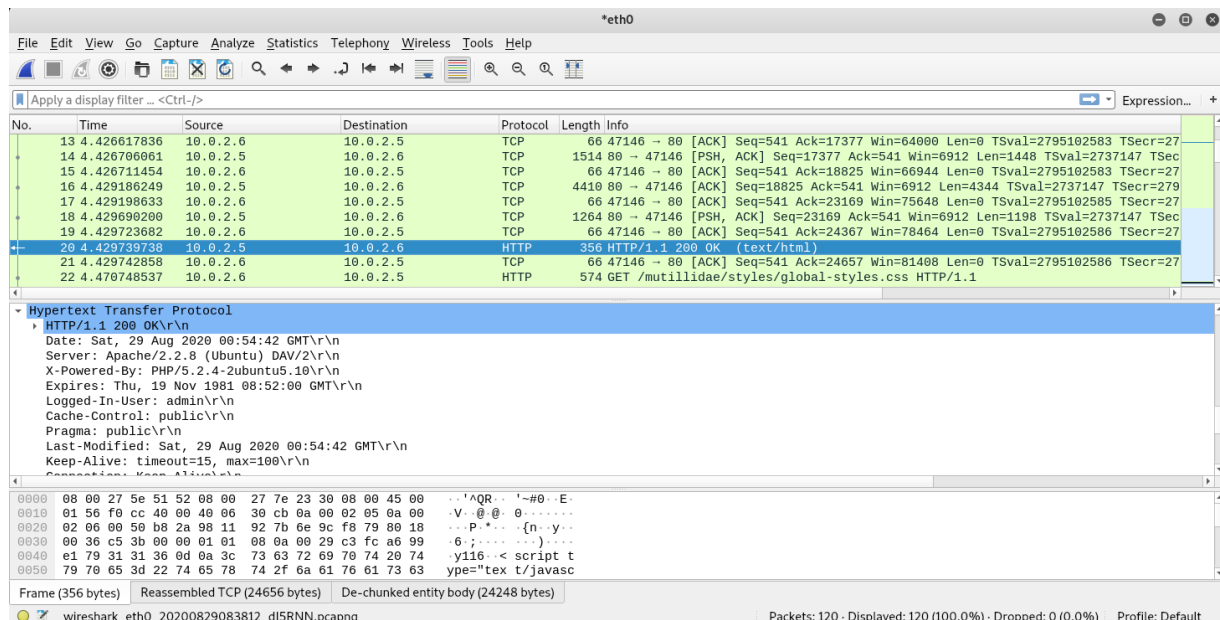 *eth0
File Edit View Go Capture Analyze Statistics Telephony Wireless Tools Help
Apply a display filter ... <Ctrl-/> Expression... +
No. Time Source Destination Protocol Length Info
13 4.426617836 10.0.2.6 10.0.2.5 TCP 66 47146 → 80 [ACK] Seq=541 Ack=17377 Win=64000 Len=0 TSval=2795102583 TSecr=27
14 4.426706061 10.0.2.5 10.0.2.6 TCP 1514 80 → 47146 [PSH, ACK] Seq=17377 Ack=541 Win=6912 Len=1448 TSval=2737147 TSec
15 4.426711454 10.0.2.6 10.0.2.5 TCP 66 47146 → 80 [ACK] Seq=541 Ack=18825 Win=66944 Len=0 TSval=2795102583 TSecr=27
16 4.429186249 10.0.2.5 10.0.2.6 TCP 4410 80 → 47146 [ACK] Seq=18825 Ack=541 Win=6912 Len=4344 TSval=2737147 TSecr=279
17 4.429198633 10.0.2.6 10.0.2.5 TCP 66 47146 → 80 [ACK] Seq=541 Ack=23169 Win=75648 Len=0 TSval=2795102585 TSecr=27
18 4.429690200 10.0.2.5 10.0.2.6 TCP 1264 80 → 47146 [PSH, ACK] Seq=23169 Ack=541 Win=6912 Len=1198 TSval=2737147 TSec
19 4.429723682 10.0.2.6 10.0.2.5 TCP 66 47146 → 80 [ACK] Seq=541 Ack=24367 Win=78464 Len=0 TSval=2795102586 TSecr=27
20 4.429739738 10.0.2.5 10.0.2.6 HTTP 356 HTTP/1.1 200 OK (text/html)
21 4.429742858 10.0.2.6 10.0.2.5 TCP 66 47146 → 80 [ACK] Seq=541 Ack=24657 Win=81408 Len=0 TSval=2795102586 TSecr=27
22 4.470748537 10.0.2.6 10.0.2.5 HTTP 574 GET /mutillidae/styles/global-styles.css HTTP/1.1
Hypertext Transfer Protocol
HTTP/1.1 200 OK\r\n
Date: Sat, 29 Aug 2020 00:54:42 GMT\r\n
Server: Apache/2.2.8 (Ubuntu) DAV/2\r\n
X-Powered-By: PHP/5.2.4-2ubuntu5.10\r\n
Expires: Thu, 19 Nov 1981 08:52:00 GMT\r\n
Logged-In-User: admin\r\n
Cache-Control: public\r\n
Pragma: public\r\n
Last-Modified: Sat, 29 Aug 2020 00:54:42 GMT\r\n
Keep-Alive: timeout=15, max=100\r\n
Connection: Keep-Alive\r\n
0000 08 00 27 5e 51 52 08 00 27 7e 23 30 08 00 45 00 ··'^QR·· '~#0··E·
0010 01 56 f0 cc 40 00 40 06 30 cb 0a 00 02 05 0a 00 ·V··@·@· 0·······
0020 02 06 00 50 b8 2a 98 11 92 7b 6e 9c f8 79 80 18 ···P·*·· ·{n··y··
0030 00 36 c5 3b 00 00 01 01 08 0a 00 29 c3 fc a6 99 ·6·;···· ···)····
0040 e1 79 31 31 36 0d 0a 3c 73 63 72 69 70 74 20 74 ·y116··< script t
0050 79 70 65 3d 22 74 65 78 74 2f 6a 61 76 61 73 63 ype="tex t/javasc
Frame (356 bytes) Reassembled TCP (24656 bytes) De-chunked entity body (24248 bytes)
wireshark_eth0_20200829083812_dI5RNN.pcapng Packets: 120 · Displayed: 120 (100.0%) · Dropped: 0 (0.0%) Profile: Default